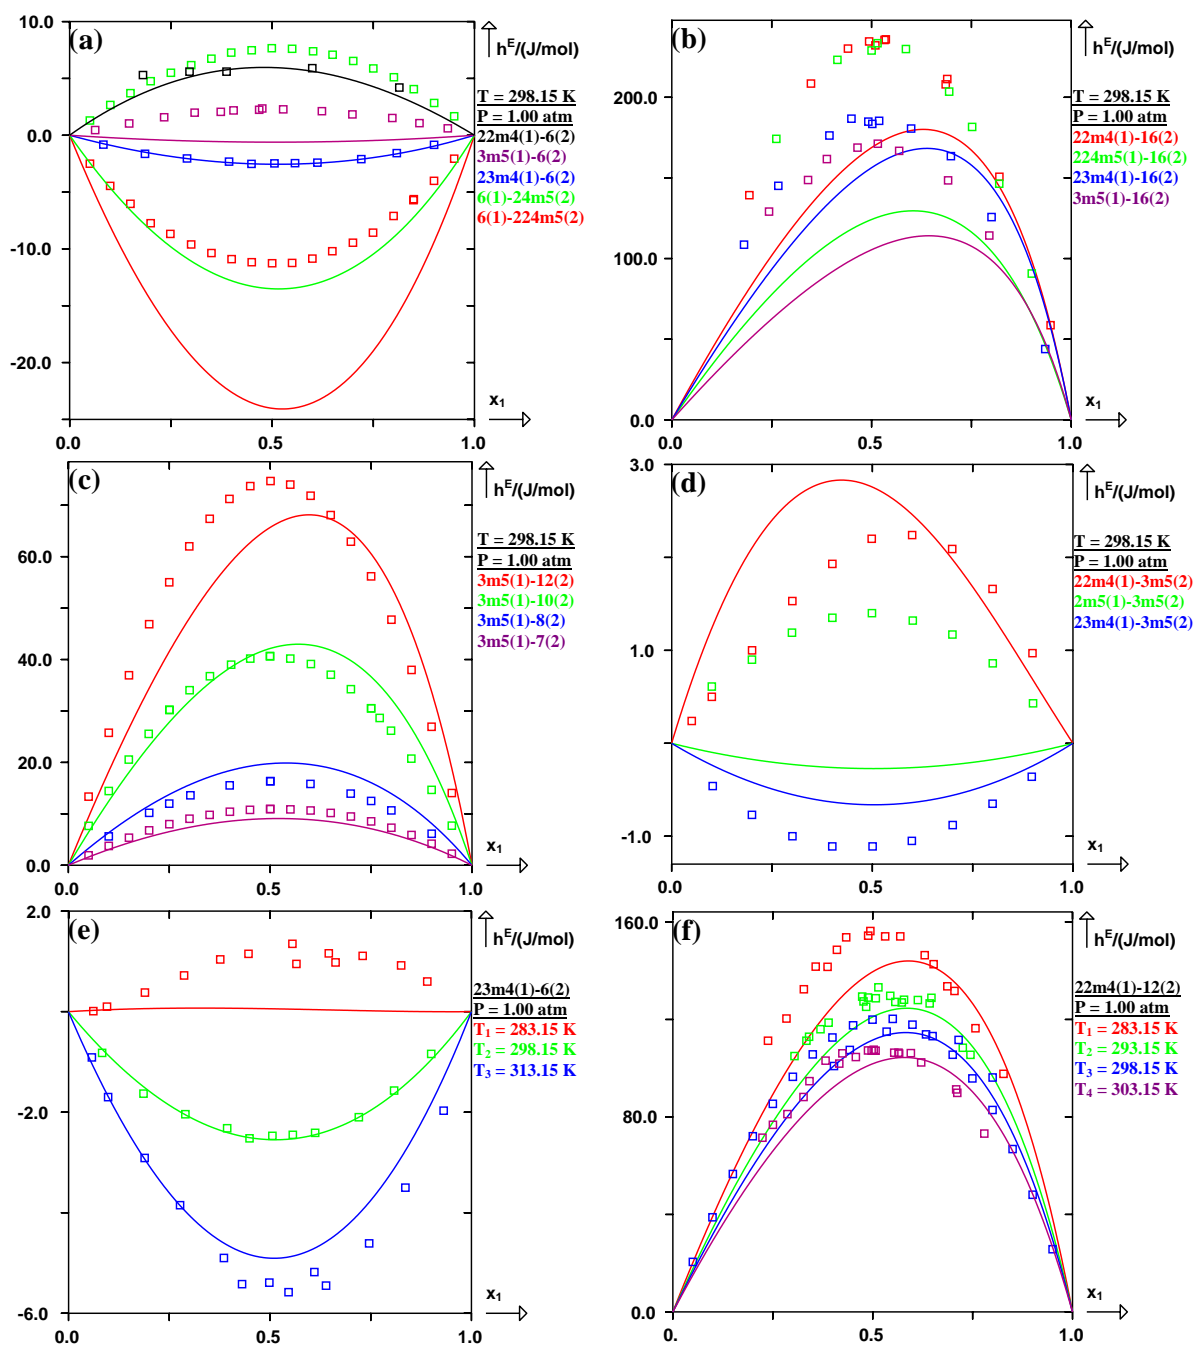 (a)
10.0
0.0
-10.0
-20.0
0.0
0.5
1.0
hᴱ/(J/mol)
T = 298.15 K
P = 1.00 atm
22m4(1)-6(2)
3m5(1)-6(2)
23m4(1)-6(2)
6(1)-24m5(2)
6(1)-224m5(2)
x₁
(b)
200.0
100.0
0.0
0.0
0.5
1.0
hᴱ/(J/mol)
T = 298.15 K
P = 1.00 atm
22m4(1)-16(2)
224m5(1)-16(2)
23m4(1)-16(2)
3m5(1)-16(2)
x₁
(c)
60.0
40.0
20.0
0.0
0.0
0.5
1.0
hᴱ/(J/mol)
T = 298.15 K
P = 1.00 atm
3m5(1)-12(2)
3m5(1)-10(2)
3m5(1)-8(2)
3m5(1)-7(2)
x₁
(d)
3.0
1.0
-1.0
0.0
0.5
1.0
hᴱ/(J/mol)
T = 298.15 K
P = 1.00 atm
22m4(1)-3m5(2)
2m5(1)-3m5(2)
23m4(1)-3m5(2)
x₁
(e)
2.0
-2.0
-6.0
0.0
0.5
1.0
hᴱ/(J/mol)
23m4(1)-6(2)
P = 1.00 atm
T₁ = 283.15 K
T₂ = 298.15 K
T₃ = 313.15 K
x₁
(f)
160.0
80.0
0.0
0.
0.5
1.0
hᴱ/(J/mol)
22m4(1)-12(2)
P = 1.00 atm
T₁ = 283.15 K
T₂ = 293.15 K
T₃ = 298.15 K
T₄ = 303.15 K
x₁